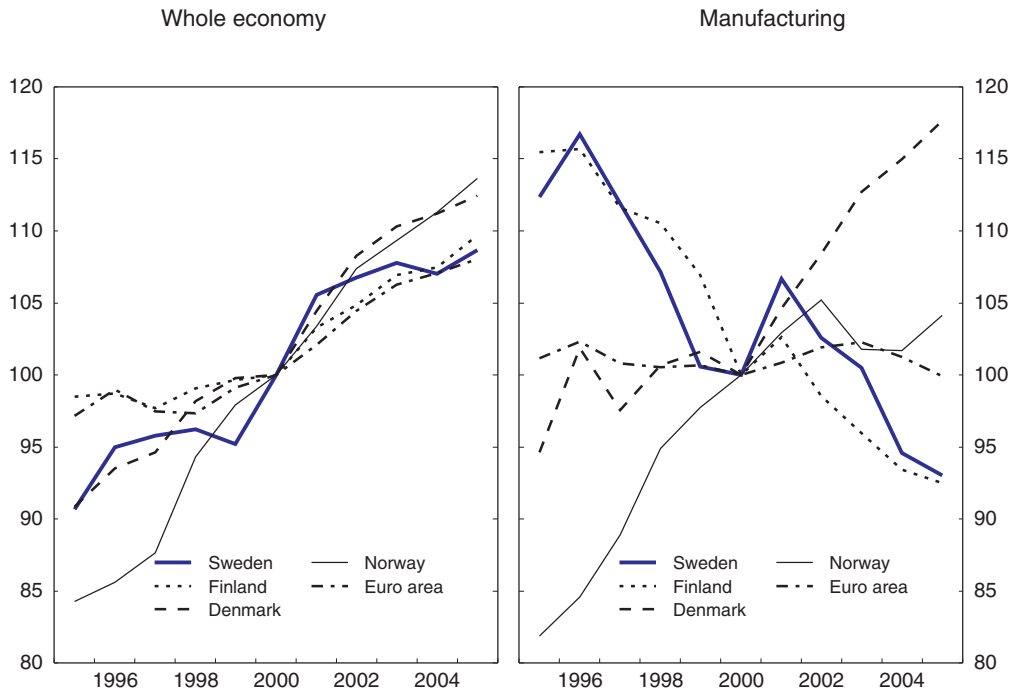 Whole economy
Manufacturing
120
115
110
105
100
95
90
85
80
Sweden
Finland
Denmark
Norway
Euro area
1996 1998 2000 2002 2004
120
115
110
105
100
95
90
85
80
Sweden
Finland
Denmark
Norway
Euro area
1996 1998 2000 2002 2004